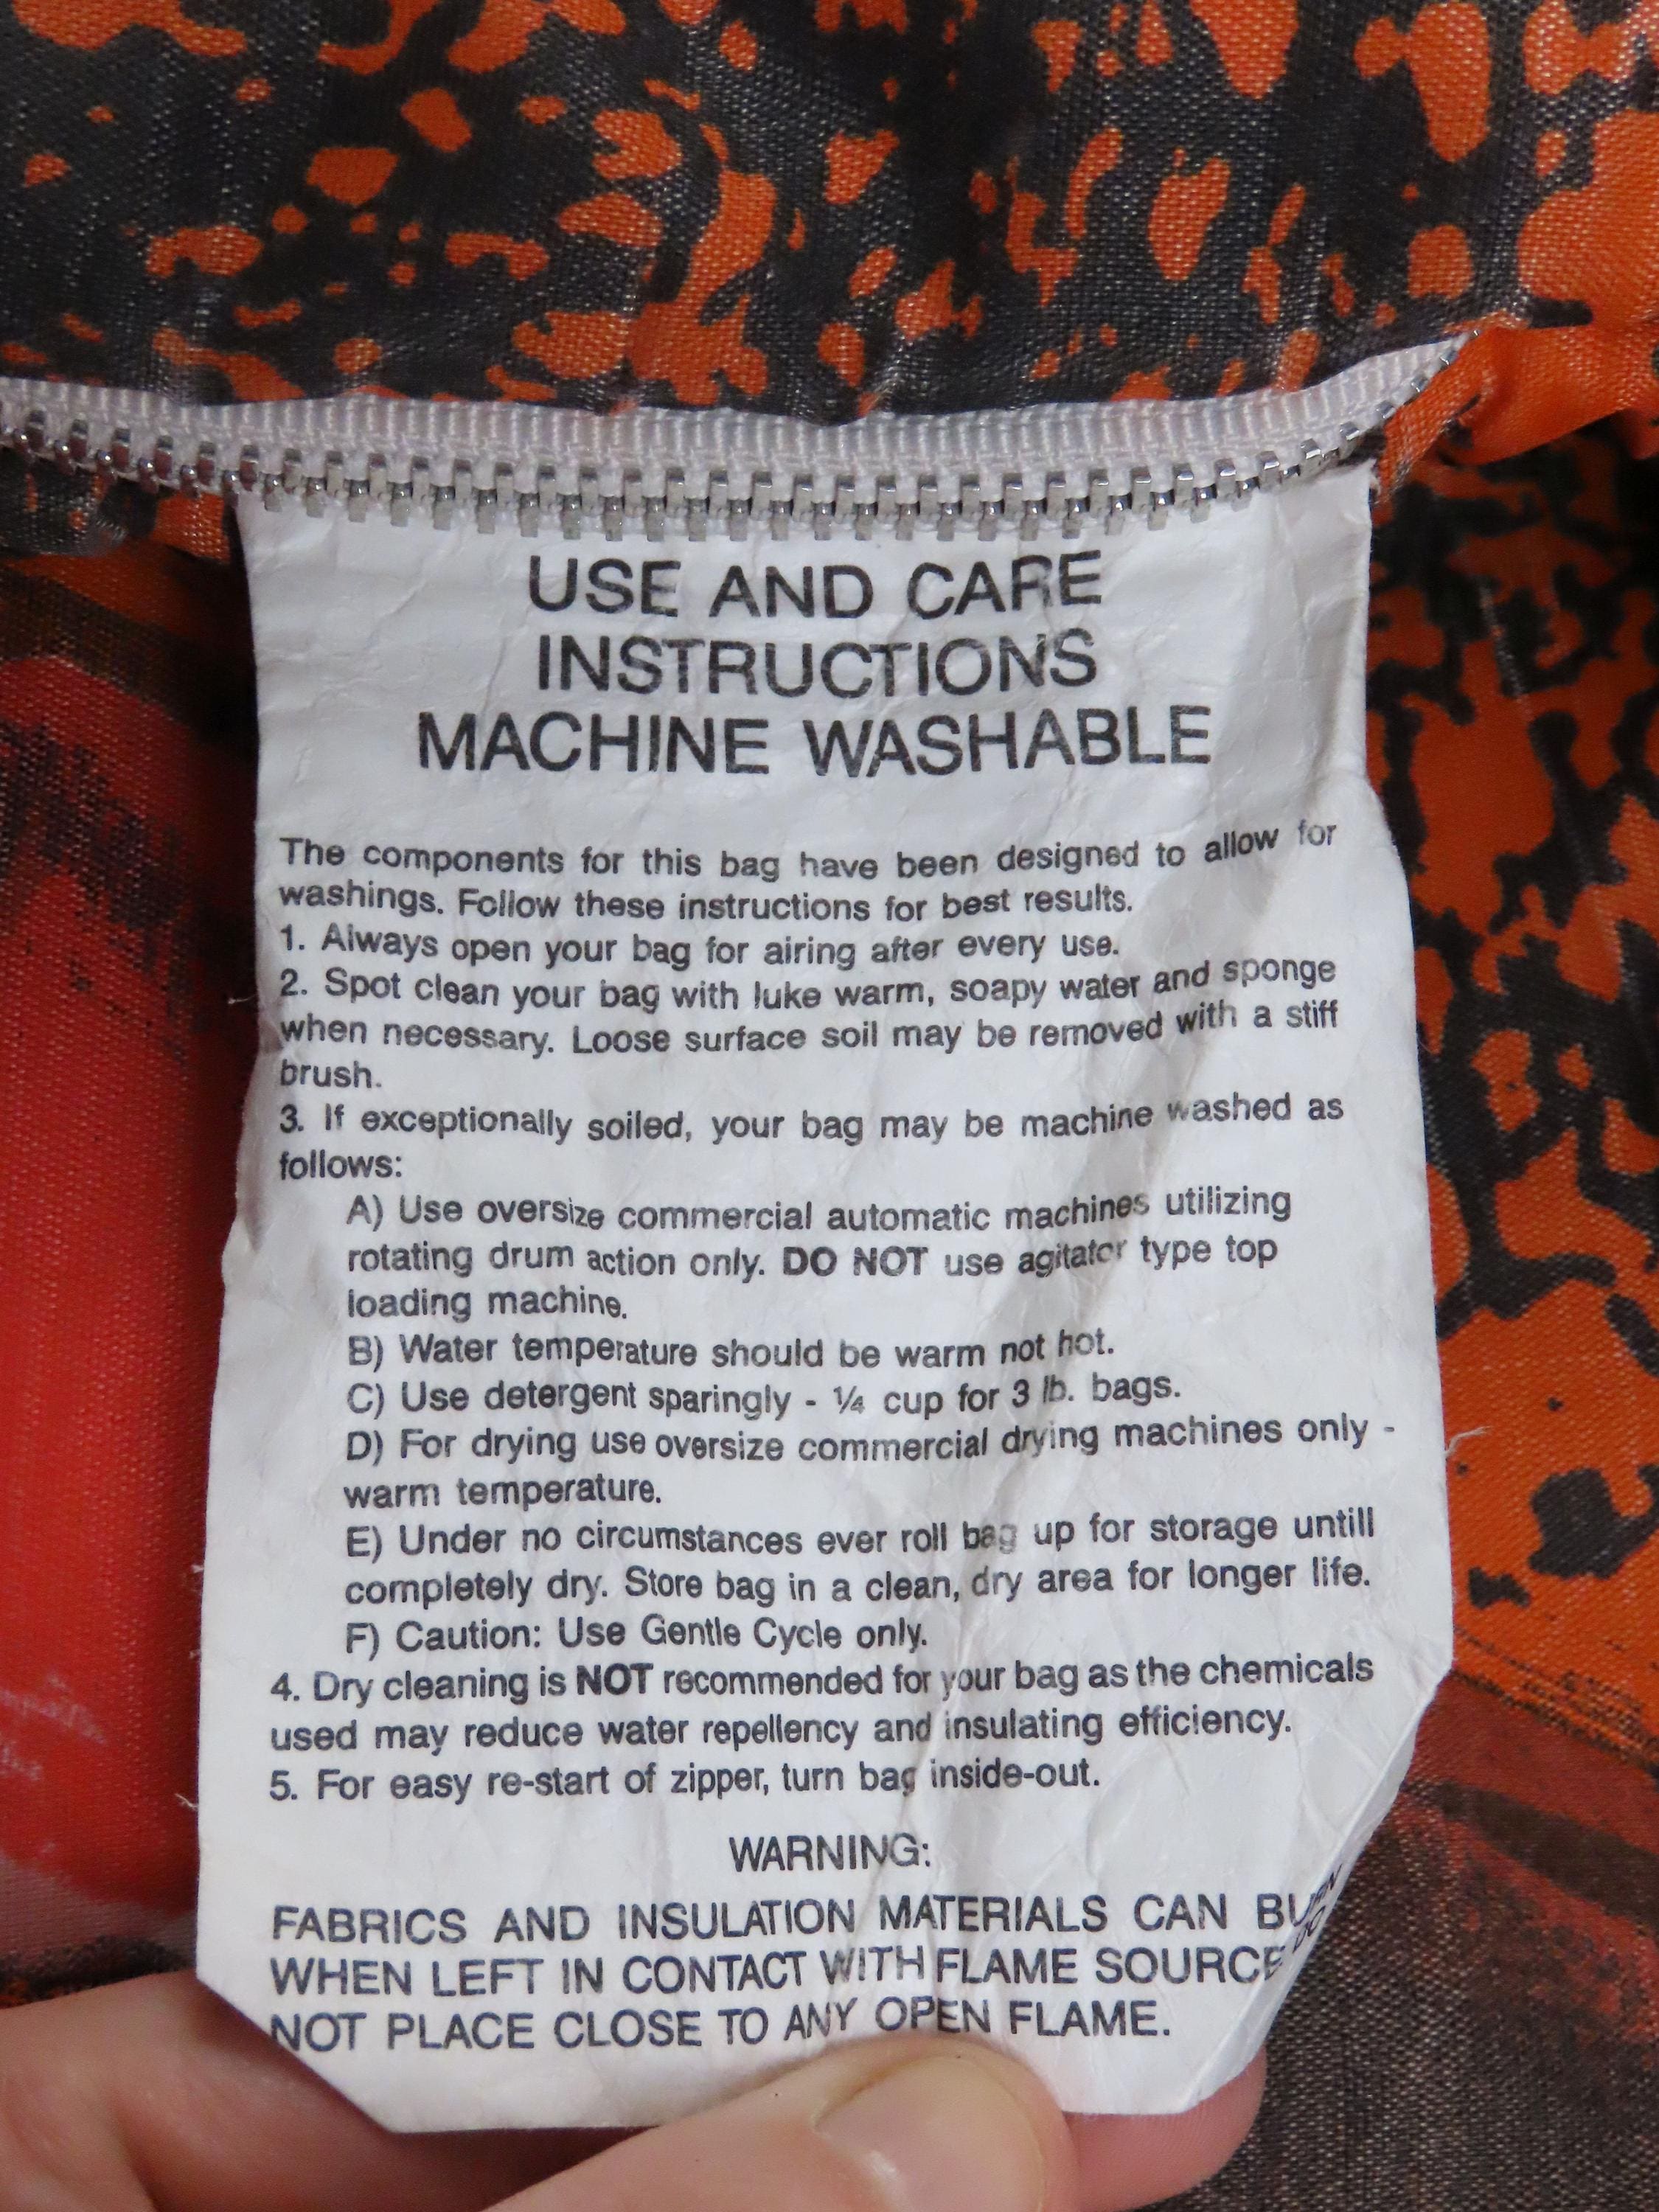 USE AND CARE
INSTRUCTIONS
MACHINE WASHABLE
The components for this bag have been designed to allow for
washings. Follow these instructions for best results.
1. Always open your bag for airing after every use.
2. Spot clean your bag with luke warm, soapy water and sponge
when necessary. Loose surface soil may be removed with a stiff
brush.
3. If exceptionally soiled, your bag may be machine washed as
follows:
A) Use oversize commercial automatic machines utilizing
rotating drum action only. DO NOT use agitator type top
loading machine.
B) Water temperature should be warm not hot.
C) Use detergent sparingly - ¼ cup for 3 lb. bags.
D) For drying use oversize commercial drying machines only -
warm temperature.
E) Under no circumstances ever roll bag up for storage untill
completely dry. Store bag in a clean, dry area for longer life.
F) Caution: Use Gentle Cycle only.
4. Dry cleaning is NOT recommended for your bag as the chemicals
used may reduce water repellency and insulating efficiency.
5. For easy re-start of zipper, turn bag inside-out.
WARNING:
FABRICS AND INSULATION MATERIALS CAN BURN
WHEN LEFT IN CONTACT WITH FLAME SOURCE DO
NOT PLACE CLOSE TO ANY OPEN FLAME.